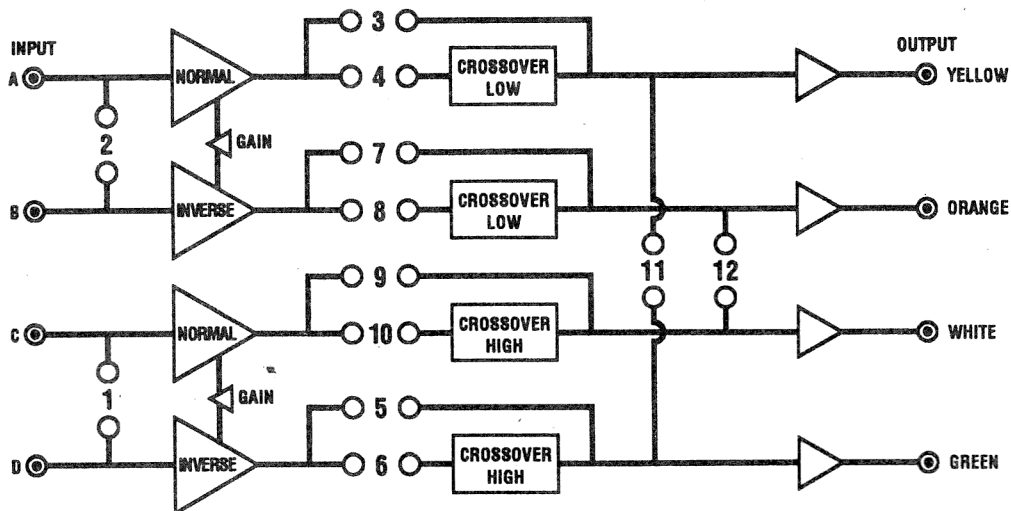 INPUT
OUTPUT
3
A
NORMAL
4
CROSSOVER
LOW
YELLOW
2
GAIN
7
B
INVERSE
8
CROSSOVER
LOW
ORANGE
11
12
9
C
NORMAL
10
CROSSOVER
HIGH
WHITE
1
GAIN
5
D
INVERSE
6
CROSSOVER
HIGH
GREEN